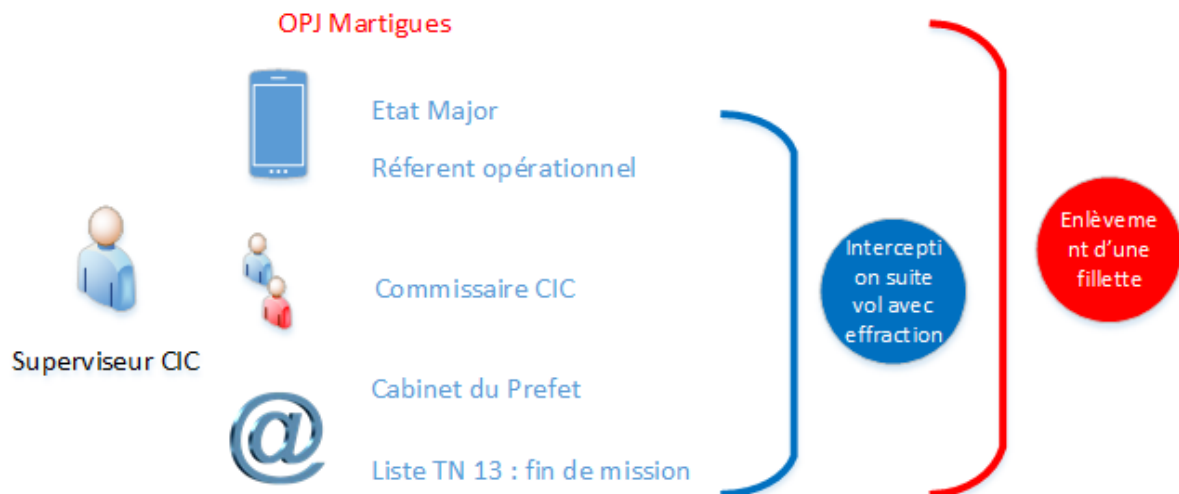 OPJ Martigues
Etat Major
Réferent opérationnel
Commissaire CIC
Superviseur CIC
Cabinet du Prefet
@
Liste TN 13 : fin de mission
Intercepti
on suite
vol avec
effraction
Enlèveme
nt d'une
fillette